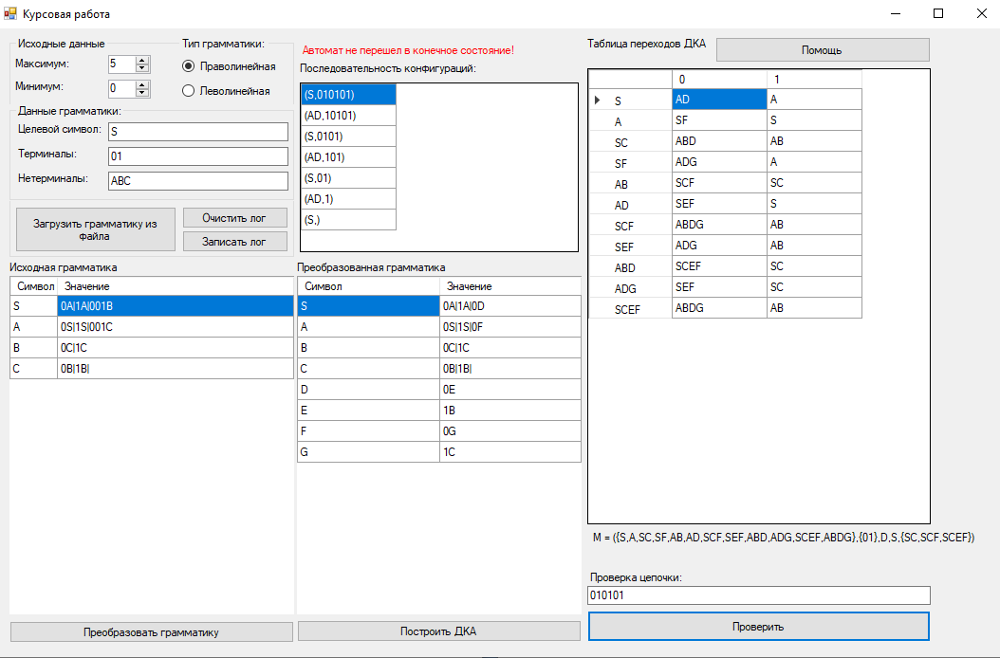 Курсовая работа
Исходные данные
Максимум: 5
Минимум: 0
Тип грамматики:
Праволинейная
Леволинейная
Данные грамматики:
Целевой символ: S
Терминалы: 01
Нетерминалы: ABC
Загрузить грамматику из
файла
Очистить лог
Записать лог
Автомат не перешел в конечное состояние!
Последовательность конфигураций:
(S,010101)
(AD,10101)
(S,0101)
(AD,101)
(S,01)
(AD,1)
(S,)
Исходная грамматика
Символ Значение
S 0A|1A|001B
A 0S|1S|001C
B 0C|1C
C 0B|1B|
Преобразовать грамматику
Преобразованная грамматика
Символ Значение
S 0A|1A|0D
A 0S|1S|0F
B 0C|1C
C 0B|1B|
D 0E
E 1B
F 0G
G 1C
Построить ДКА
Таблица переходов ДКА
Помощь
0 1
S AD A
A SF S
SC ABD AB
SF ADG A
AB SCF SC
AD SEF S
SCF ABDG AB
SEF ADG AB
ABD SCEF SC
ADG SEF SC
SCEF ABDG AB
M = ({S,A,SC,SF,AB,AD,SCF,SEF,ABD,ADG,SCEF,ABDG},{01},D,S,{SC,SCF,SCEF})
Проверка цепочки:
010101
Проверить